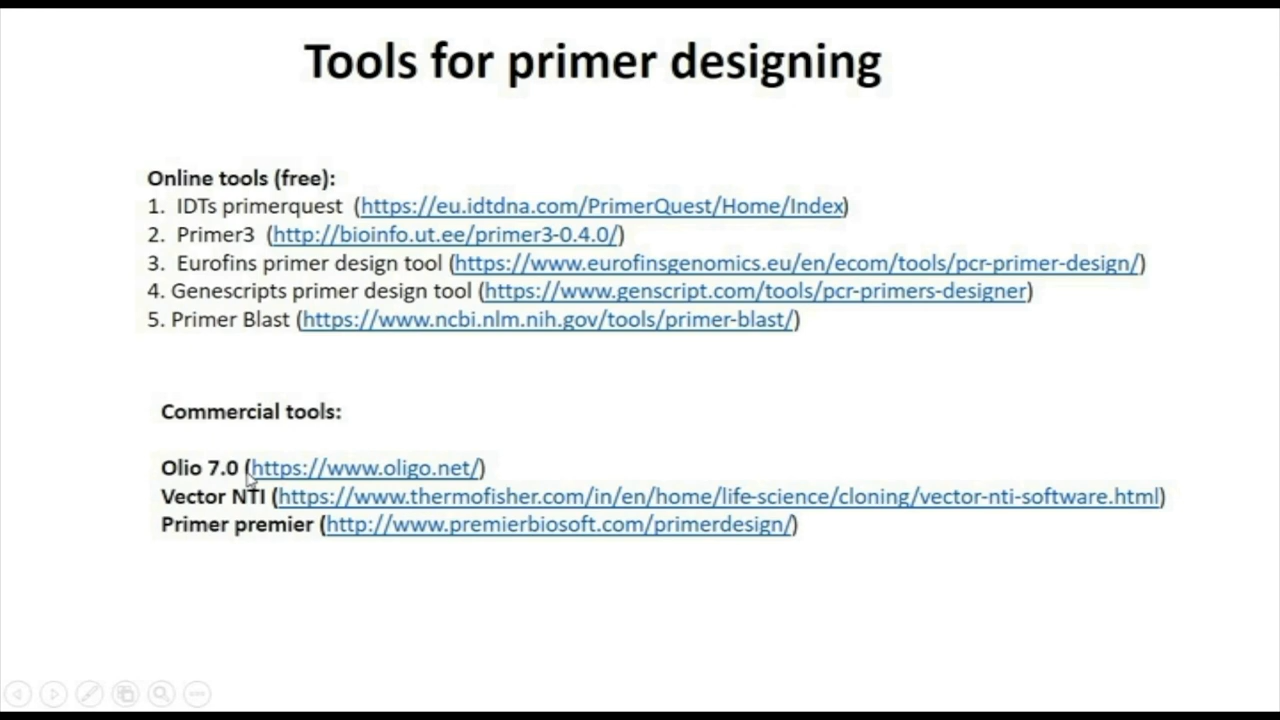 Tools for primer designing
Online tools (free):
1. IDTs primerquest (https://eu.idtdna.com/PrimerQuest/Home/Index)
2. Primer3 (http://bioinfo.ut.ee/primer3-0.4.0/)
3. Eurofins primer design tool (https://www.eurofinsgenomics.eu/en/ecom/tools/pcr-primer-design/)
4. Genescripts primer design tool (https://www.genscript.com/tools/pcr-primers-designer)
5. Primer Blast (https://www.ncbi.nlm.nih.gov/tools/primer-blast/)
Commercial tools:
Olio 7.0 (https://www.oligo.net/)
Vector NTI (https://www.thermofisher.com/in/en/home/life-science/cloning/vector-nti-software.html)
Primer premier (http://www.premierbiosoft.com/primerdesign/)